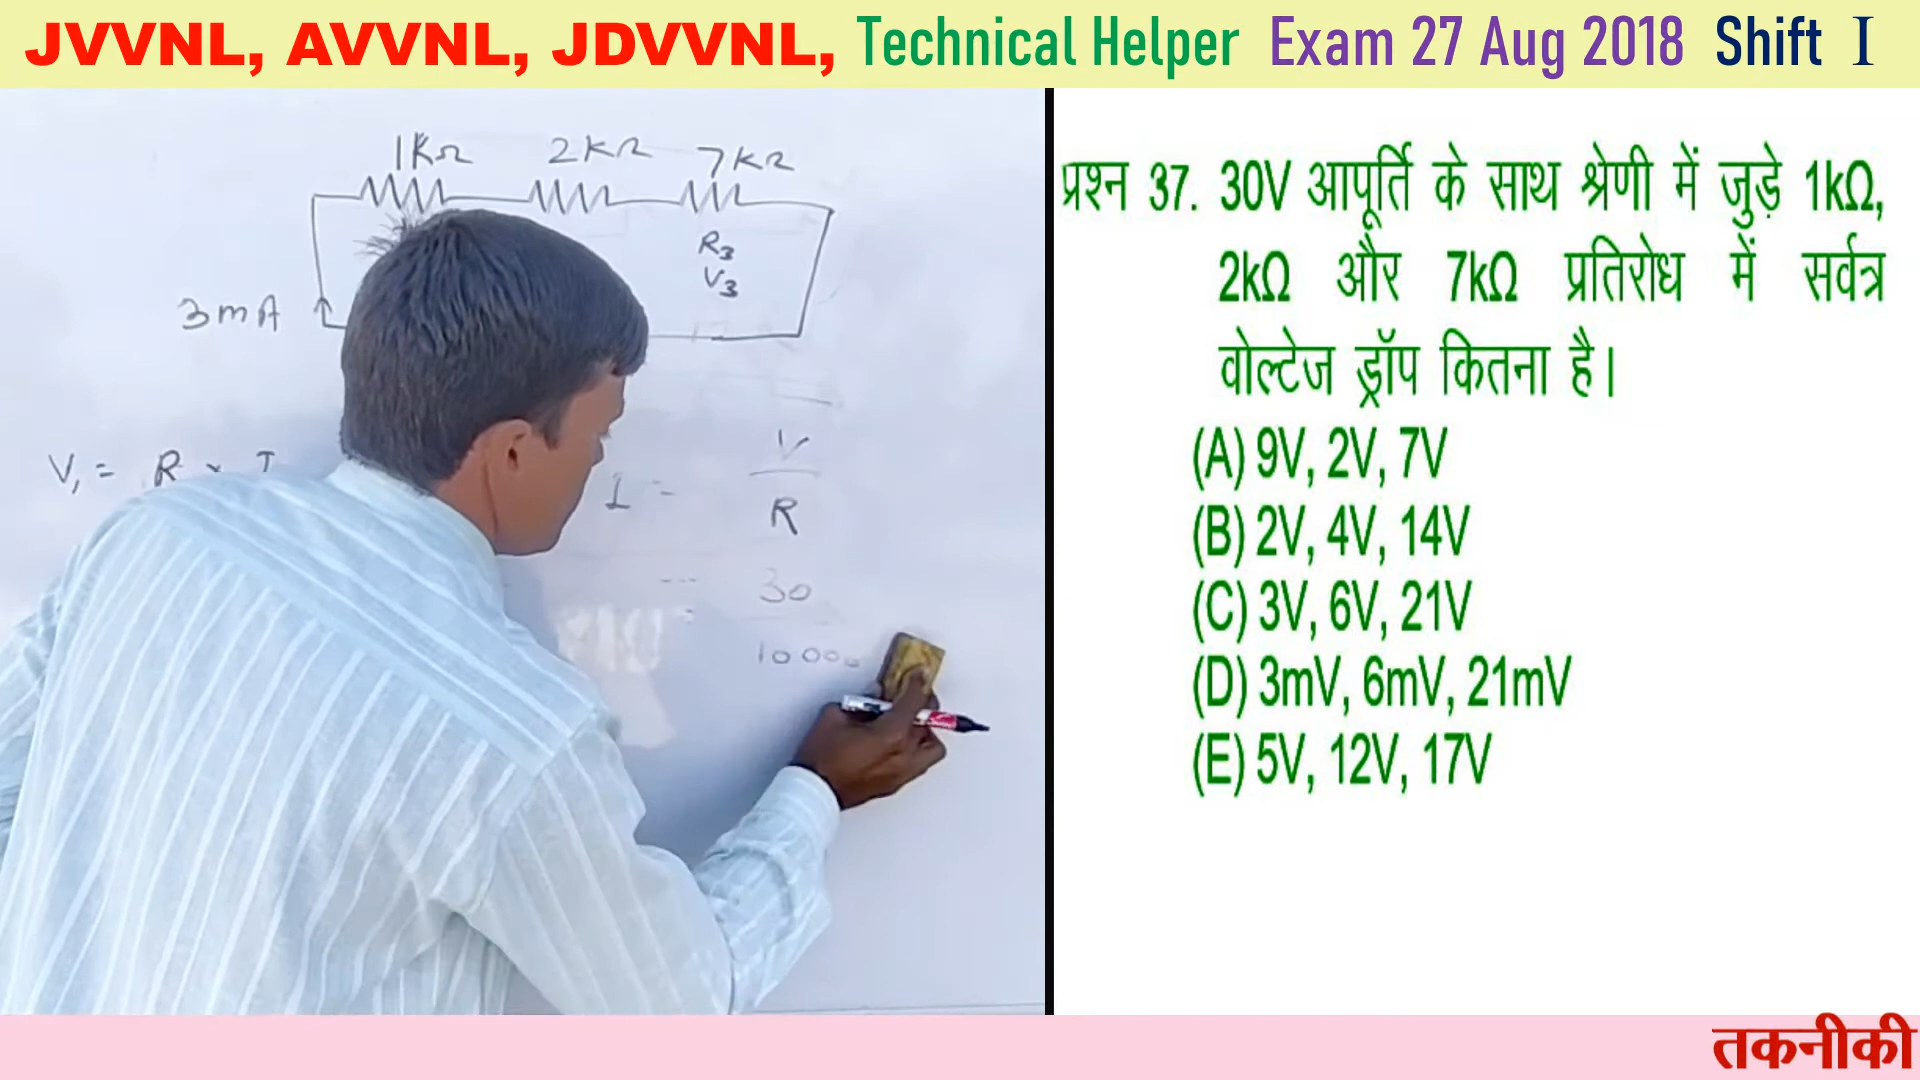 JVVNL, AVVNL, JDVVNL, Technical Helper Exam 27 Aug 2018 Shift I
1KΩ 2KΩ 7KΩ
R3
V3
3mA
V1 = R × I
I = V
R
= 30
10000
प्रश्न 37. 30V आपूर्ति के साथ श्रेणी में जुड़े 1kΩ,
2kΩ और 7kΩ प्रतिरोध में सर्वत्र
वोल्टेज ड्रॉप कितना है।
(A) 9V, 2V, 7V
(B) 2V, 4V, 14V
(C) 3V, 6V, 21V
(D) 3mV, 6mV, 21mV
(E) 5V, 12V, 17V
तकनीकी